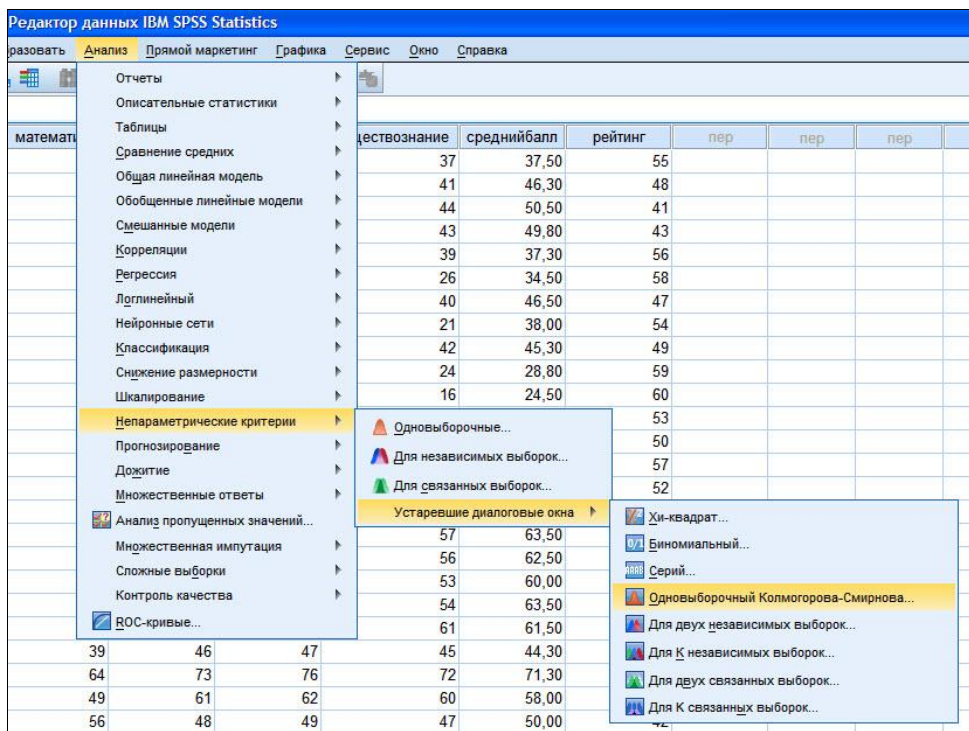 Редактор данных IBM SPSS Statistics
разовать Анализ Прямой маркетинг Графика Сервис Окно Справка
Отчеты
Описательные статистики
Таблицы
Сравнение средних
Общая линейная модель
Обобщенные линейные модели
Смешанные модели
Корреляции
Регрессия
Логлинейный
Нейронные сети
Классификация
Снижение размерности
Шкалирование
Непараметрические критерии
Прогнозирование
Дожитие
Множественные ответы
Анализ пропущенных значений...
Множественная импутация
Сложные выборки
Контроль качества
ROC-кривые...
Одновыборочные...
Для независимых выборок...
Для связанных выборок...
Устаревшие диалоговые окна
Хи-квадрат...
Биномиальный...
Серий...
Одновыборочный Колмогорова-Смирнова...
Для двух независимых выборок...
Для К независимых выборок...
Для двух связанных выборок...
Для К связанных выборок...
математи ществознание среднийбалл рейтинг пер пер пер
37 37,50 55
41 46,30 48
44 50,50 41
43 49,80 43
39 37,30 56
26 34,50 58
40 46,50 47
21 38,00 54
42 45,30 49
24 28,80 59
16 24,50 60
53
50
57
52
57 63,50
56 62,50
53 60,00
54 63,50
61 61,50
39 46 47 45 44,30
64 73 76 72 71,30
49 61 62 60 58,00
56 48 49 47 50,00